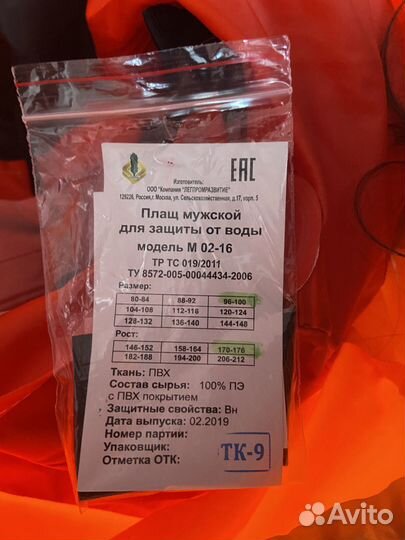 Изготовитель:
EAC
ООО "Компания "ЛЕГПРОМРАЗВИТИЕ"
129226, Россия,г. Москва, ул. Сельскохозяйственная, д.17, корп. 5
Плащ мужской
для защиты от воды
модель М 02-16
ТР ТС 019/2011
ТУ 8572-005-00044434-2006
Размер:
80-84 88-92 96-100
104-108 112-116 120-124
128-132 136-140 144-148
Рост:
146-152 158-164 170-176
182-188 194-200 206-212
Ткань: ПВХ
Состав сырья: 100% ПЭ
с ПВХ покрытием
Защитные свойства: Вн
Дата выпуска: 02.2019
Номер партии:
Упаковщик:
Отметка ОТК:
ТК-9
Avito